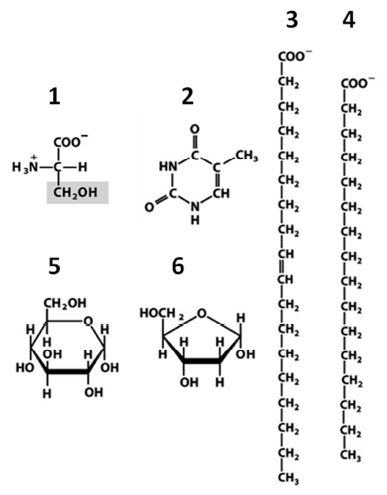 1
COO⁻
H₃N⁺—C—H
CH₂OH
2
O
C
CH₃
HN
C
C
CH
O
N
H
3
COO⁻
CH₂
CH₂
CH₂
CH₂
CH₂
CH₂
CH₂
CH
CH
CH₂
CH₂
CH₂
CH₂
CH₂
CH₂
CH₂
CH₃
4
COO⁻
CH₂
CH₂
CH₂
CH₂
CH₂
CH₂
CH₂
CH₂
CH₂
CH₂
CH₂
CH₂
CH₂
CH₂
CH₃
5
CH₂OH
O
H H H
OH H
HO OH
H OH
6
HOCH₂ O H
H H H OH
OH H